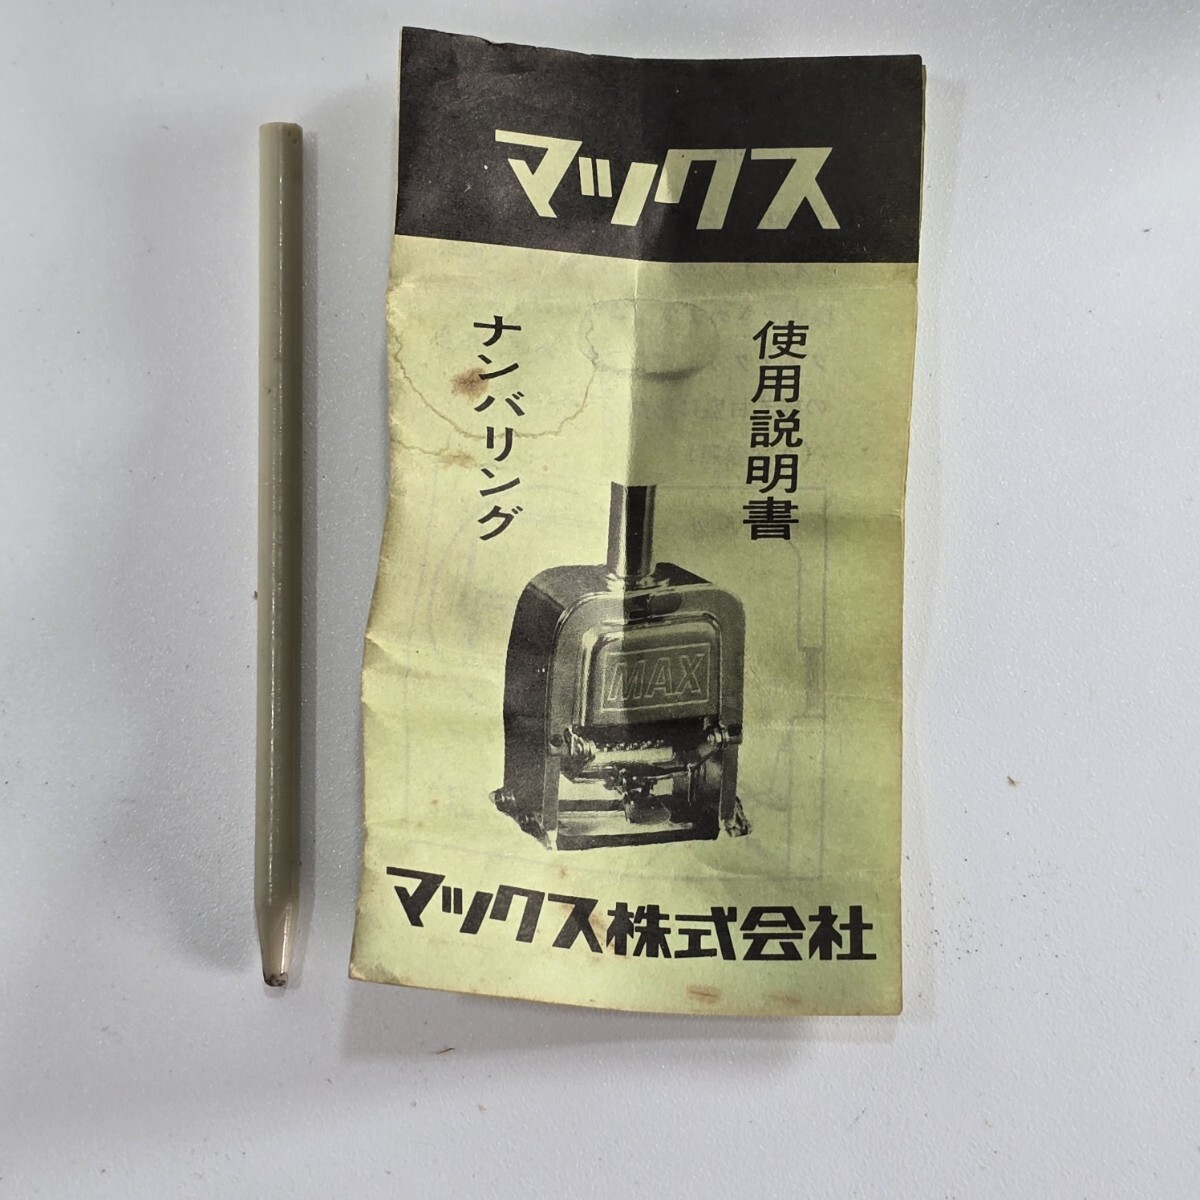 マックス
使用説明書
ナンバリング
MAX
マックス株式会社